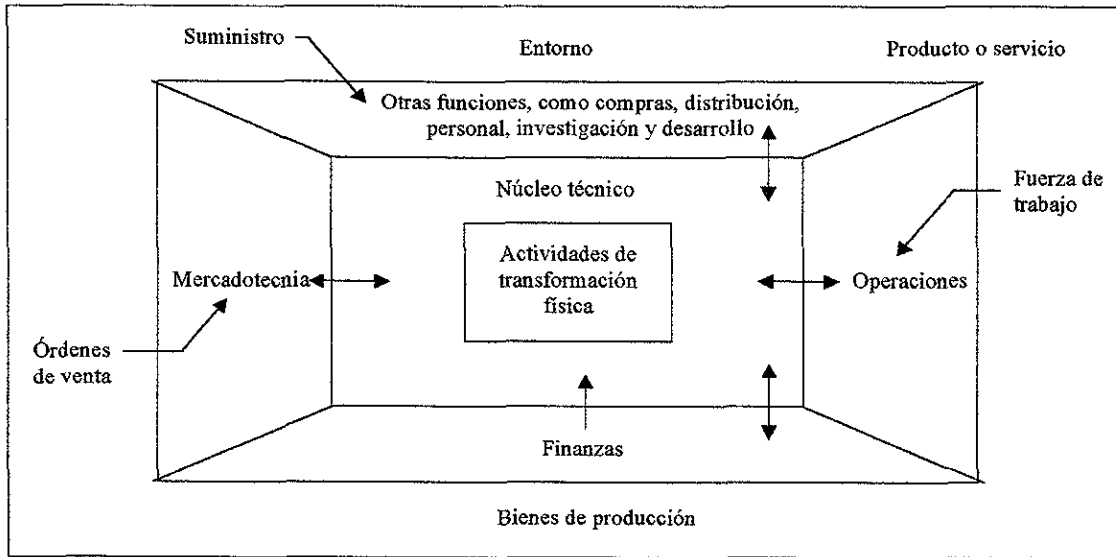 Suministro
Entorno
Producto o servicio
Otras funciones, como compras, distribución,
personal, investigación y desarrollo
Núcleo técnico
Fuerza de
trabajo
Actividades de
transformación
física
Mercadotecnia
Operaciones
Órdenes
de venta
Finanzas
Bienes de producción